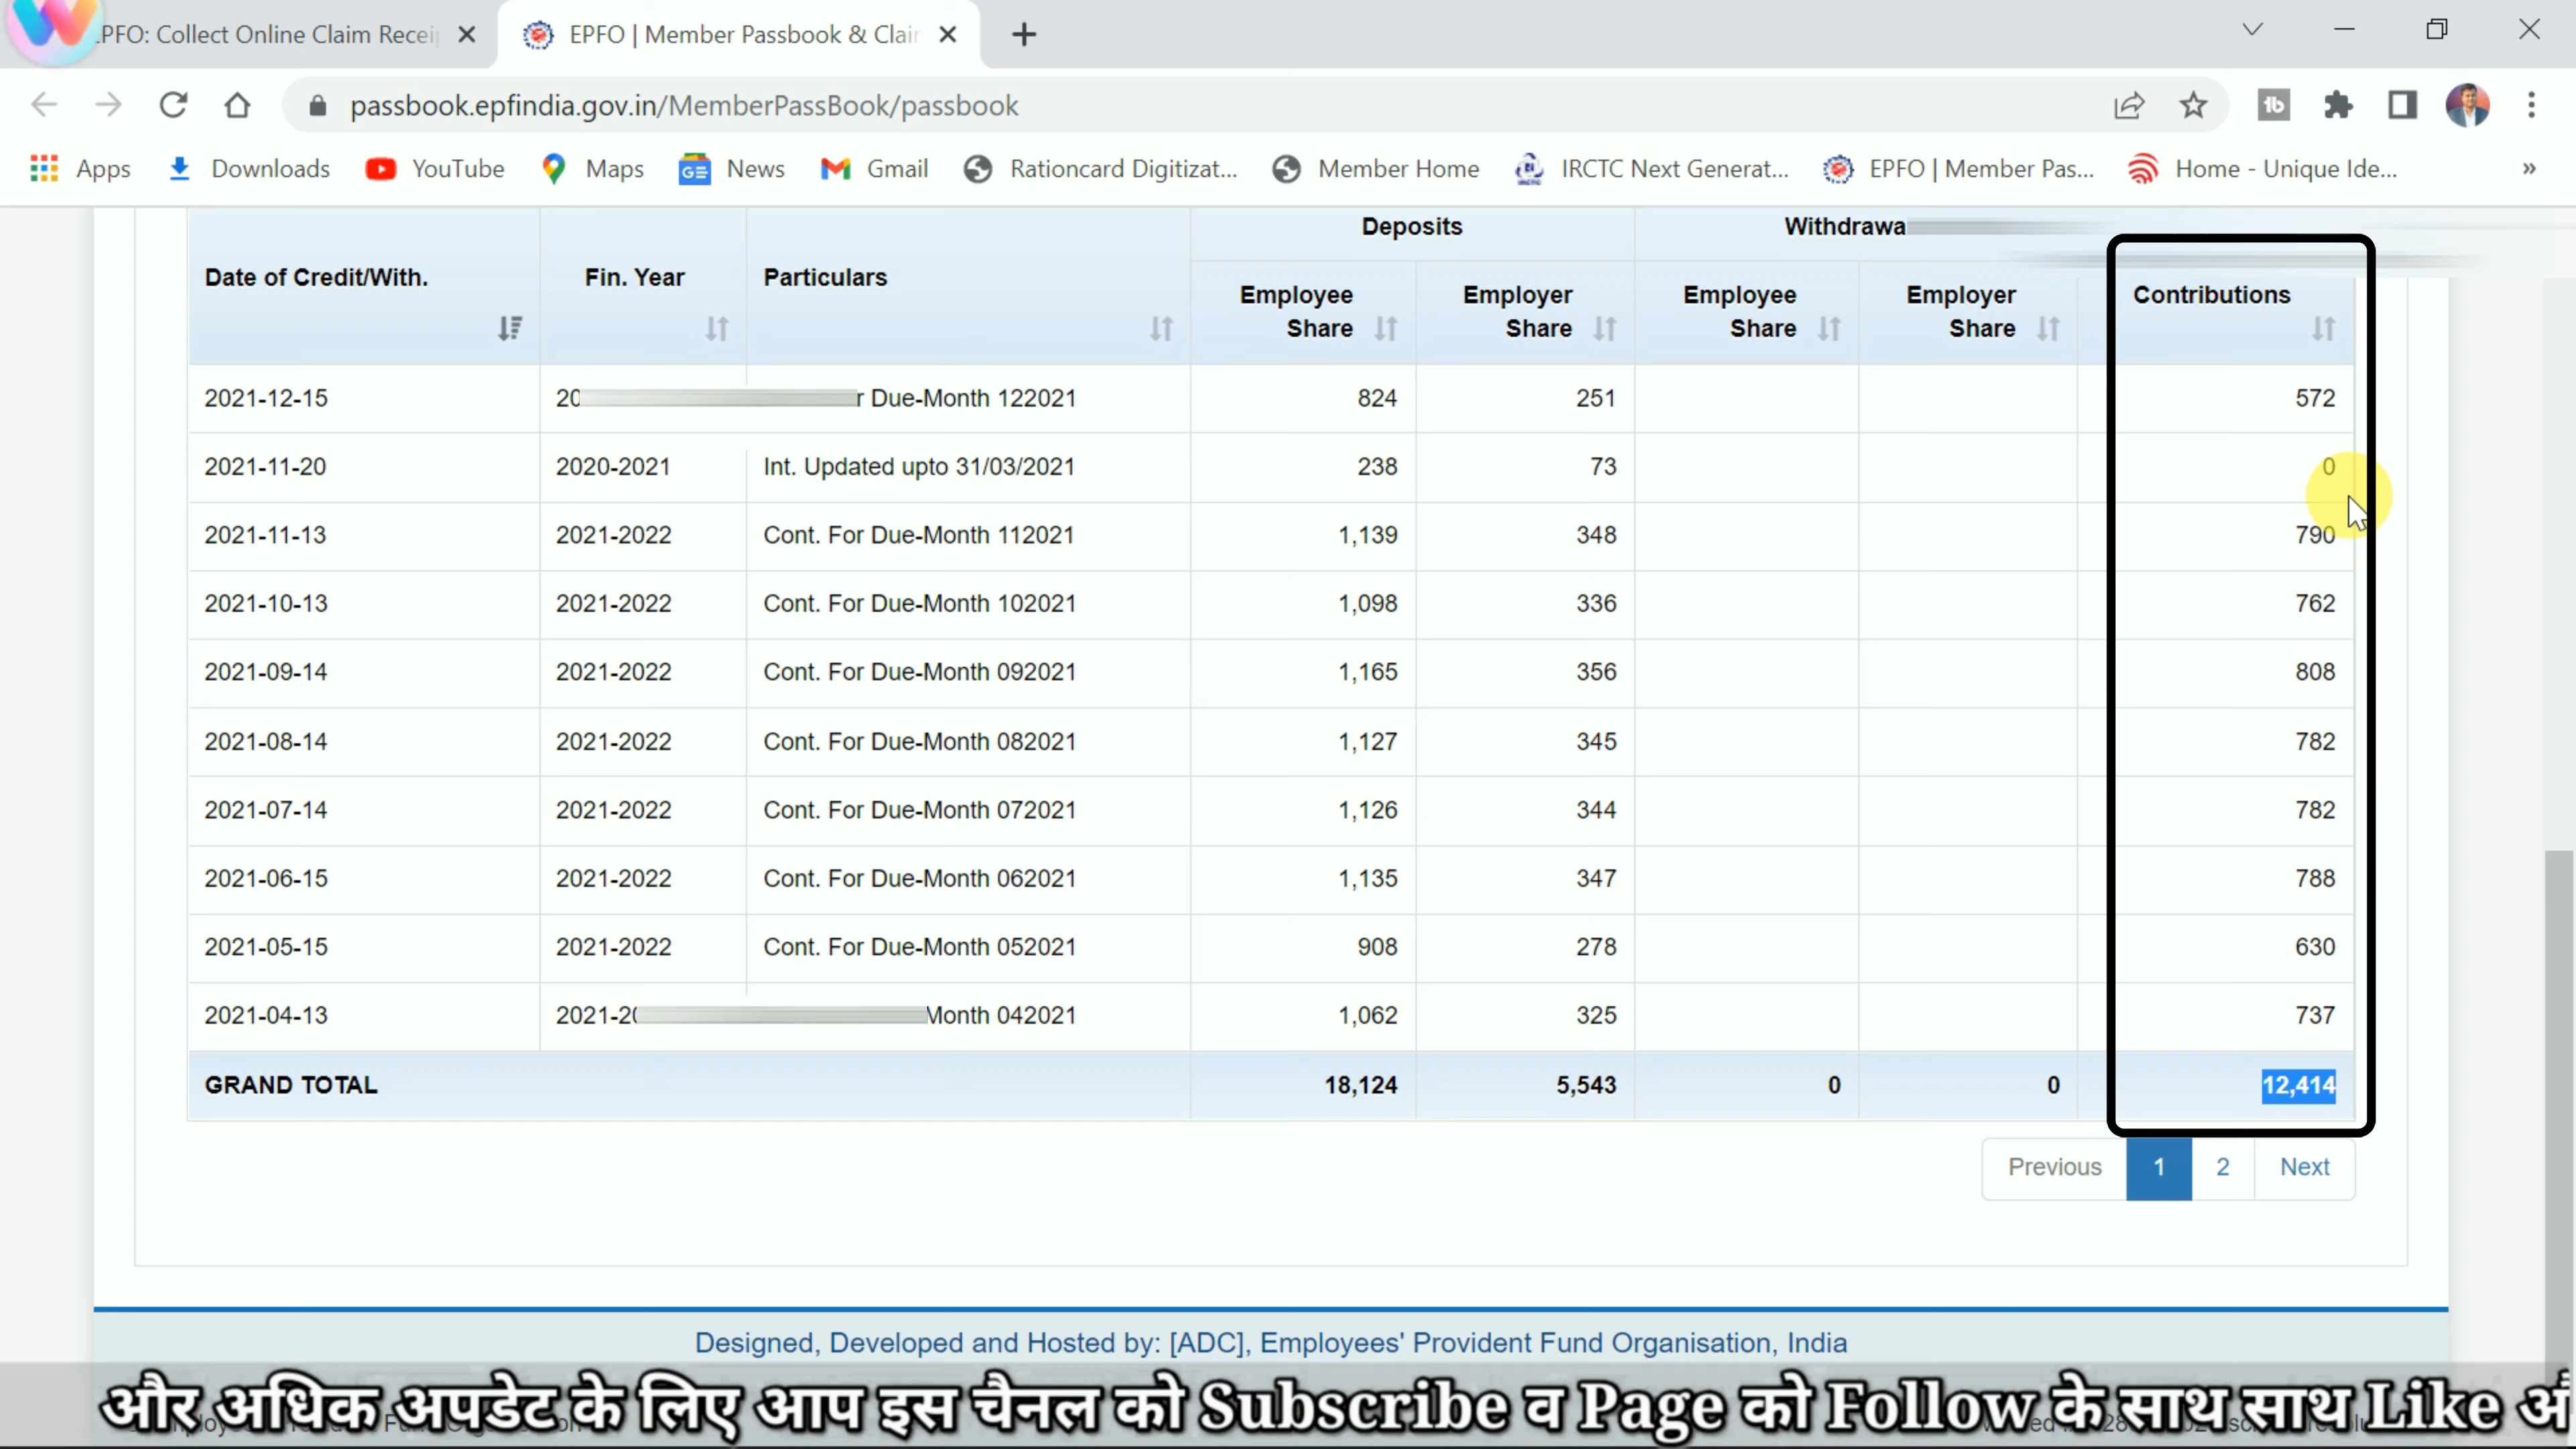 PFO: Collect Online Claim Recei
EPFO | Member Passbook & Clai
passbook.epfindia.gov.in/MemberPassBook/passbook
Apps Downloads YouTube Maps News Gmail Rationcard Digitizat... Member Home IRCTC Next Generat... EPFO | Member Pas... Home - Unique Ide... »
Deposits Withdrawa
Date of Credit/With. Fin. Year Particulars Employee Share Employer Share Employee Share Employer Share Contributions
2021-12-15 20 r Due-Month 122021 824 251 572
2021-11-20 2020-2021 Int. Updated upto 31/03/2021 238 73 0
2021-11-13 2021-2022 Cont. For Due-Month 112021 1,139 348 790
2021-10-13 2021-2022 Cont. For Due-Month 102021 1,098 336 762
2021-09-14 2021-2022 Cont. For Due-Month 092021 1,165 356 808
2021-08-14 2021-2022 Cont. For Due-Month 082021 1,127 345 782
2021-07-14 2021-2022 Cont. For Due-Month 072021 1,126 344 782
2021-06-15 2021-2022 Cont. For Due-Month 062021 1,135 347 788
2021-05-15 2021-2022 Cont. For Due-Month 052021 908 278 630
2021-04-13 2021-2 Month 042021 1,062 325 737
GRAND TOTAL 18,124 5,543 0 0 12,414
Previous 1 2 Next
Designed, Developed and Hosted by: [ADC], Employees' Provident Fund Organisation, India
और अधिक अपडेट के लिए आप इस चैनल को Subscribe व Page को Follow के साथ साथ Like औ